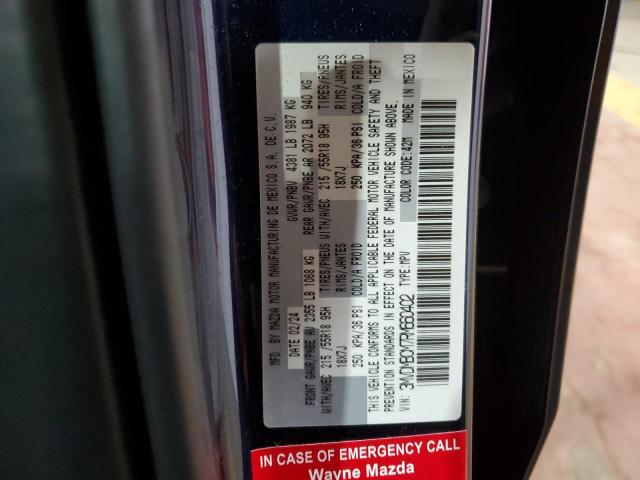 MFD. BY MAZDA MOTOR MANUFACTURING DE MEXICO S.A. DE C.V.
DATE 02/24 GVWR/PNBV 4381 LB 1987 KG
FRONT GAWR/PNBE AV 2355 LB 1068 KG REAR GAWR/PNBE AR 2072 LB 940 KG
WITH/AVEC 215/55R18 95H TIRES/PNEUS WITH/AVEC 215/55R18 95H TIRES/PNEUS
18X7J RIMS/JANTES 18X7J RIMS/JANTES
250 KPA/36 PSI COLD/A FROID 250 KPA/36 PSI COLD/A FROID
THIS VEHICLE CONFORMS TO ALL APPLICABLE FEDERAL MOTOR VEHICLE SAFETY AND THEFT
PREVENTION STANDARDS IN EFFECT ON THE DATE OF MANUFACTURE SHOWN ABOVE.
VIN: TYPE:MPV COLOR CODE:42M MADE IN MEXICO
IN CASE OF EMERGENCY CALL
Wayne Mazda